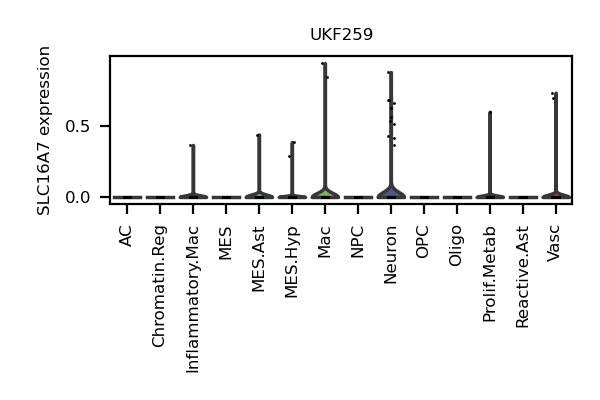 UKF259
SLC16A7 expression
0.5
0.0
AC
Chromatin.Reg
Inflammatory.Mac
MES
MES.Ast
MES.Hyp
Mac
NPC
Neuron
OPC
Oligo
Prolif.Metab
Reactive.Ast
Vasc